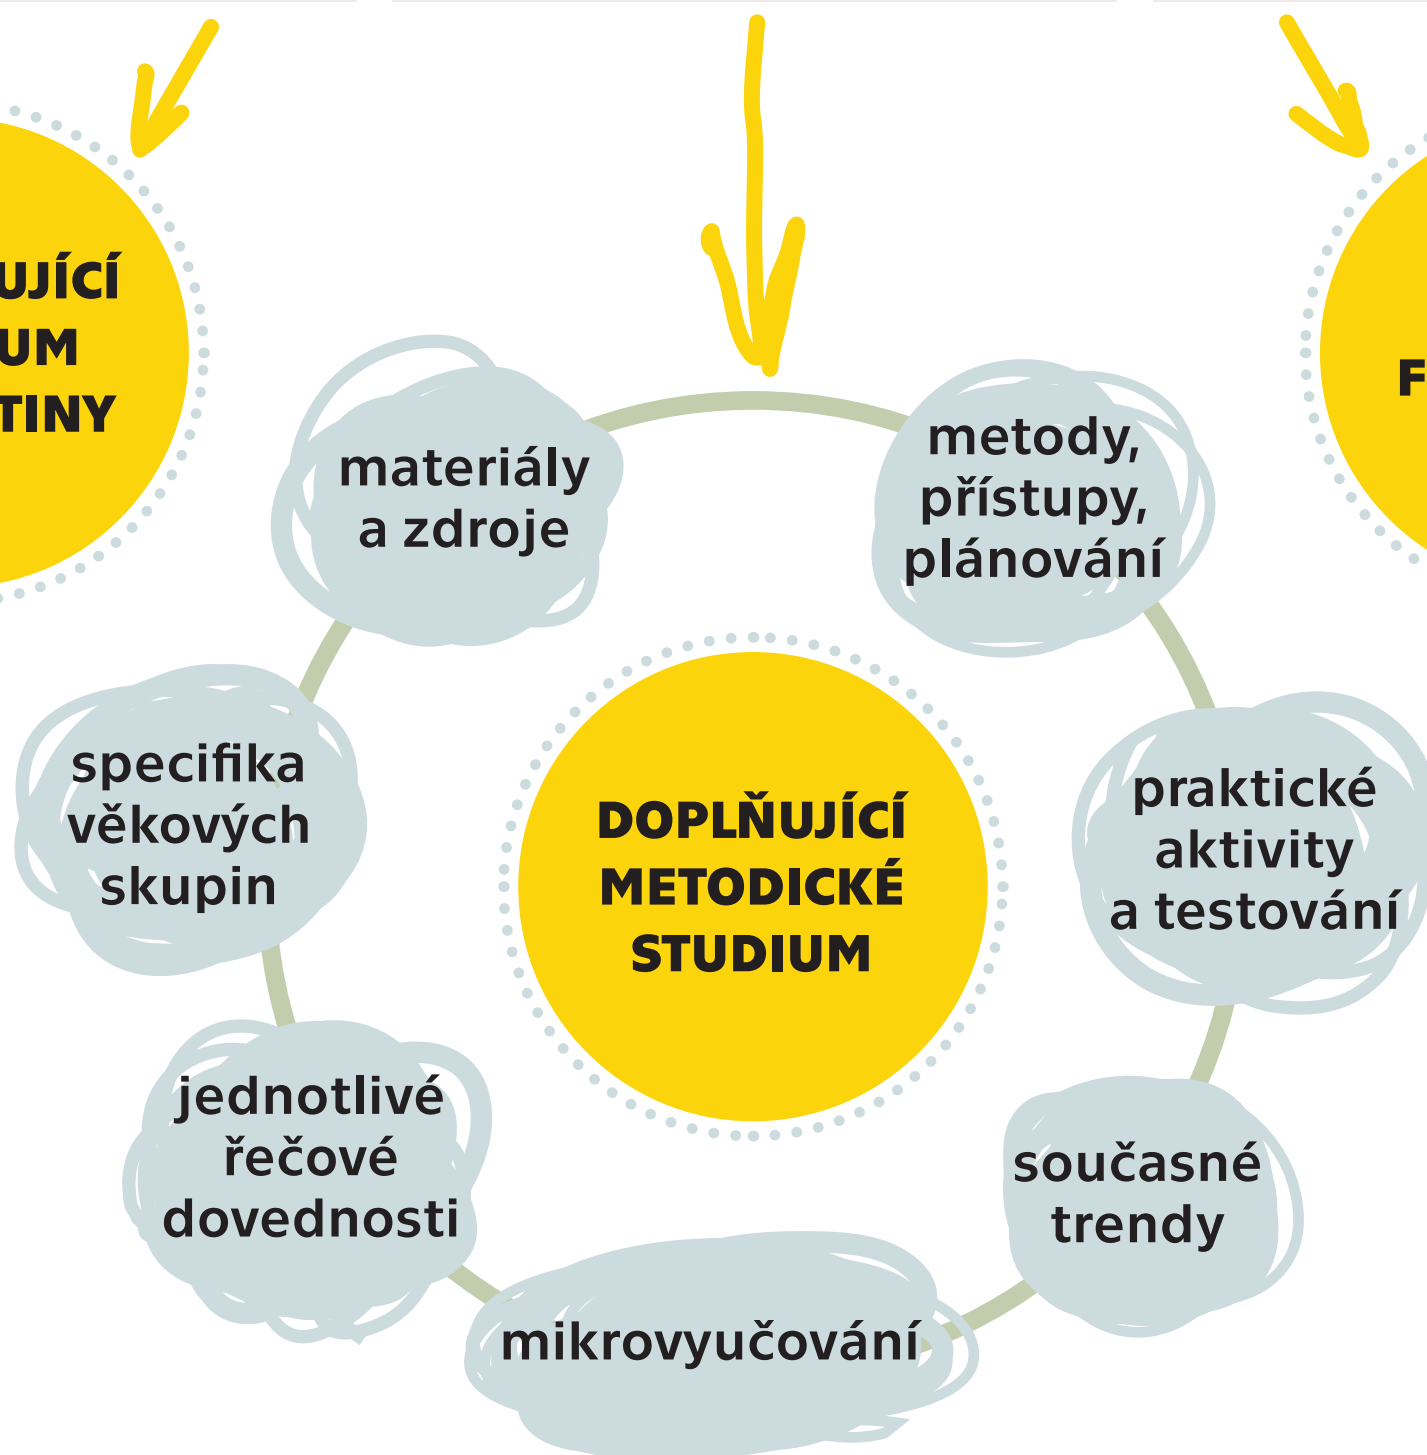 UJÍCÍ
UM
TINY
F
materiály
a zdroje
metody,
přístupy,
plánování
specifika
věkových
skupin
DOPLŇUJÍCÍ
METODICKÉ
STUDIUM
praktické
aktivity
a testování
jednotlivé
řečové
dovednosti
současné
trendy
mikrovyučování